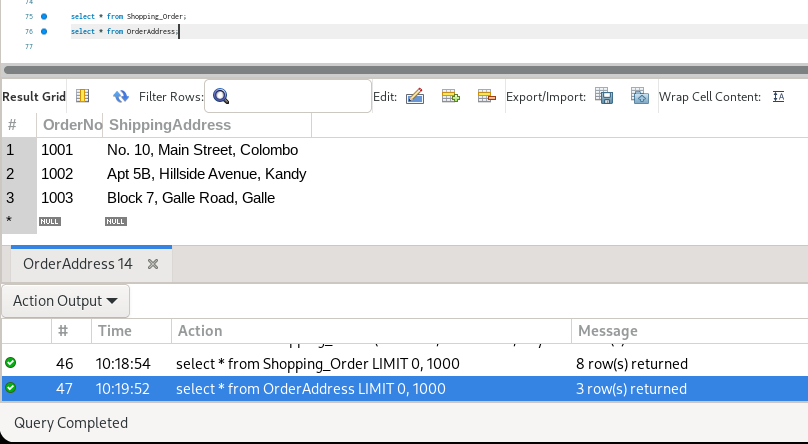 75 select * from Shopping_Order;
76 select * from OrderAddress;
77
Result Grid Filter Rows: Edit: Export/Import: Wrap Cell Content: IA
# OrderNo ShippingAddress
1 1001 No. 10, Main Street, Colombo
2 1002 Apt 5B, Hillside Avenue, Kandy
3 1003 Block 7, Galle Road, Galle
* NULL NULL
OrderAddress 14
Action Output
# Time Action Message
46 10:18:54 select * from Shopping_Order LIMIT 0, 1000 8 row(s) returned
47 10:19:52 select * from OrderAddress LIMIT 0, 1000 3 row(s) returned
Query Completed